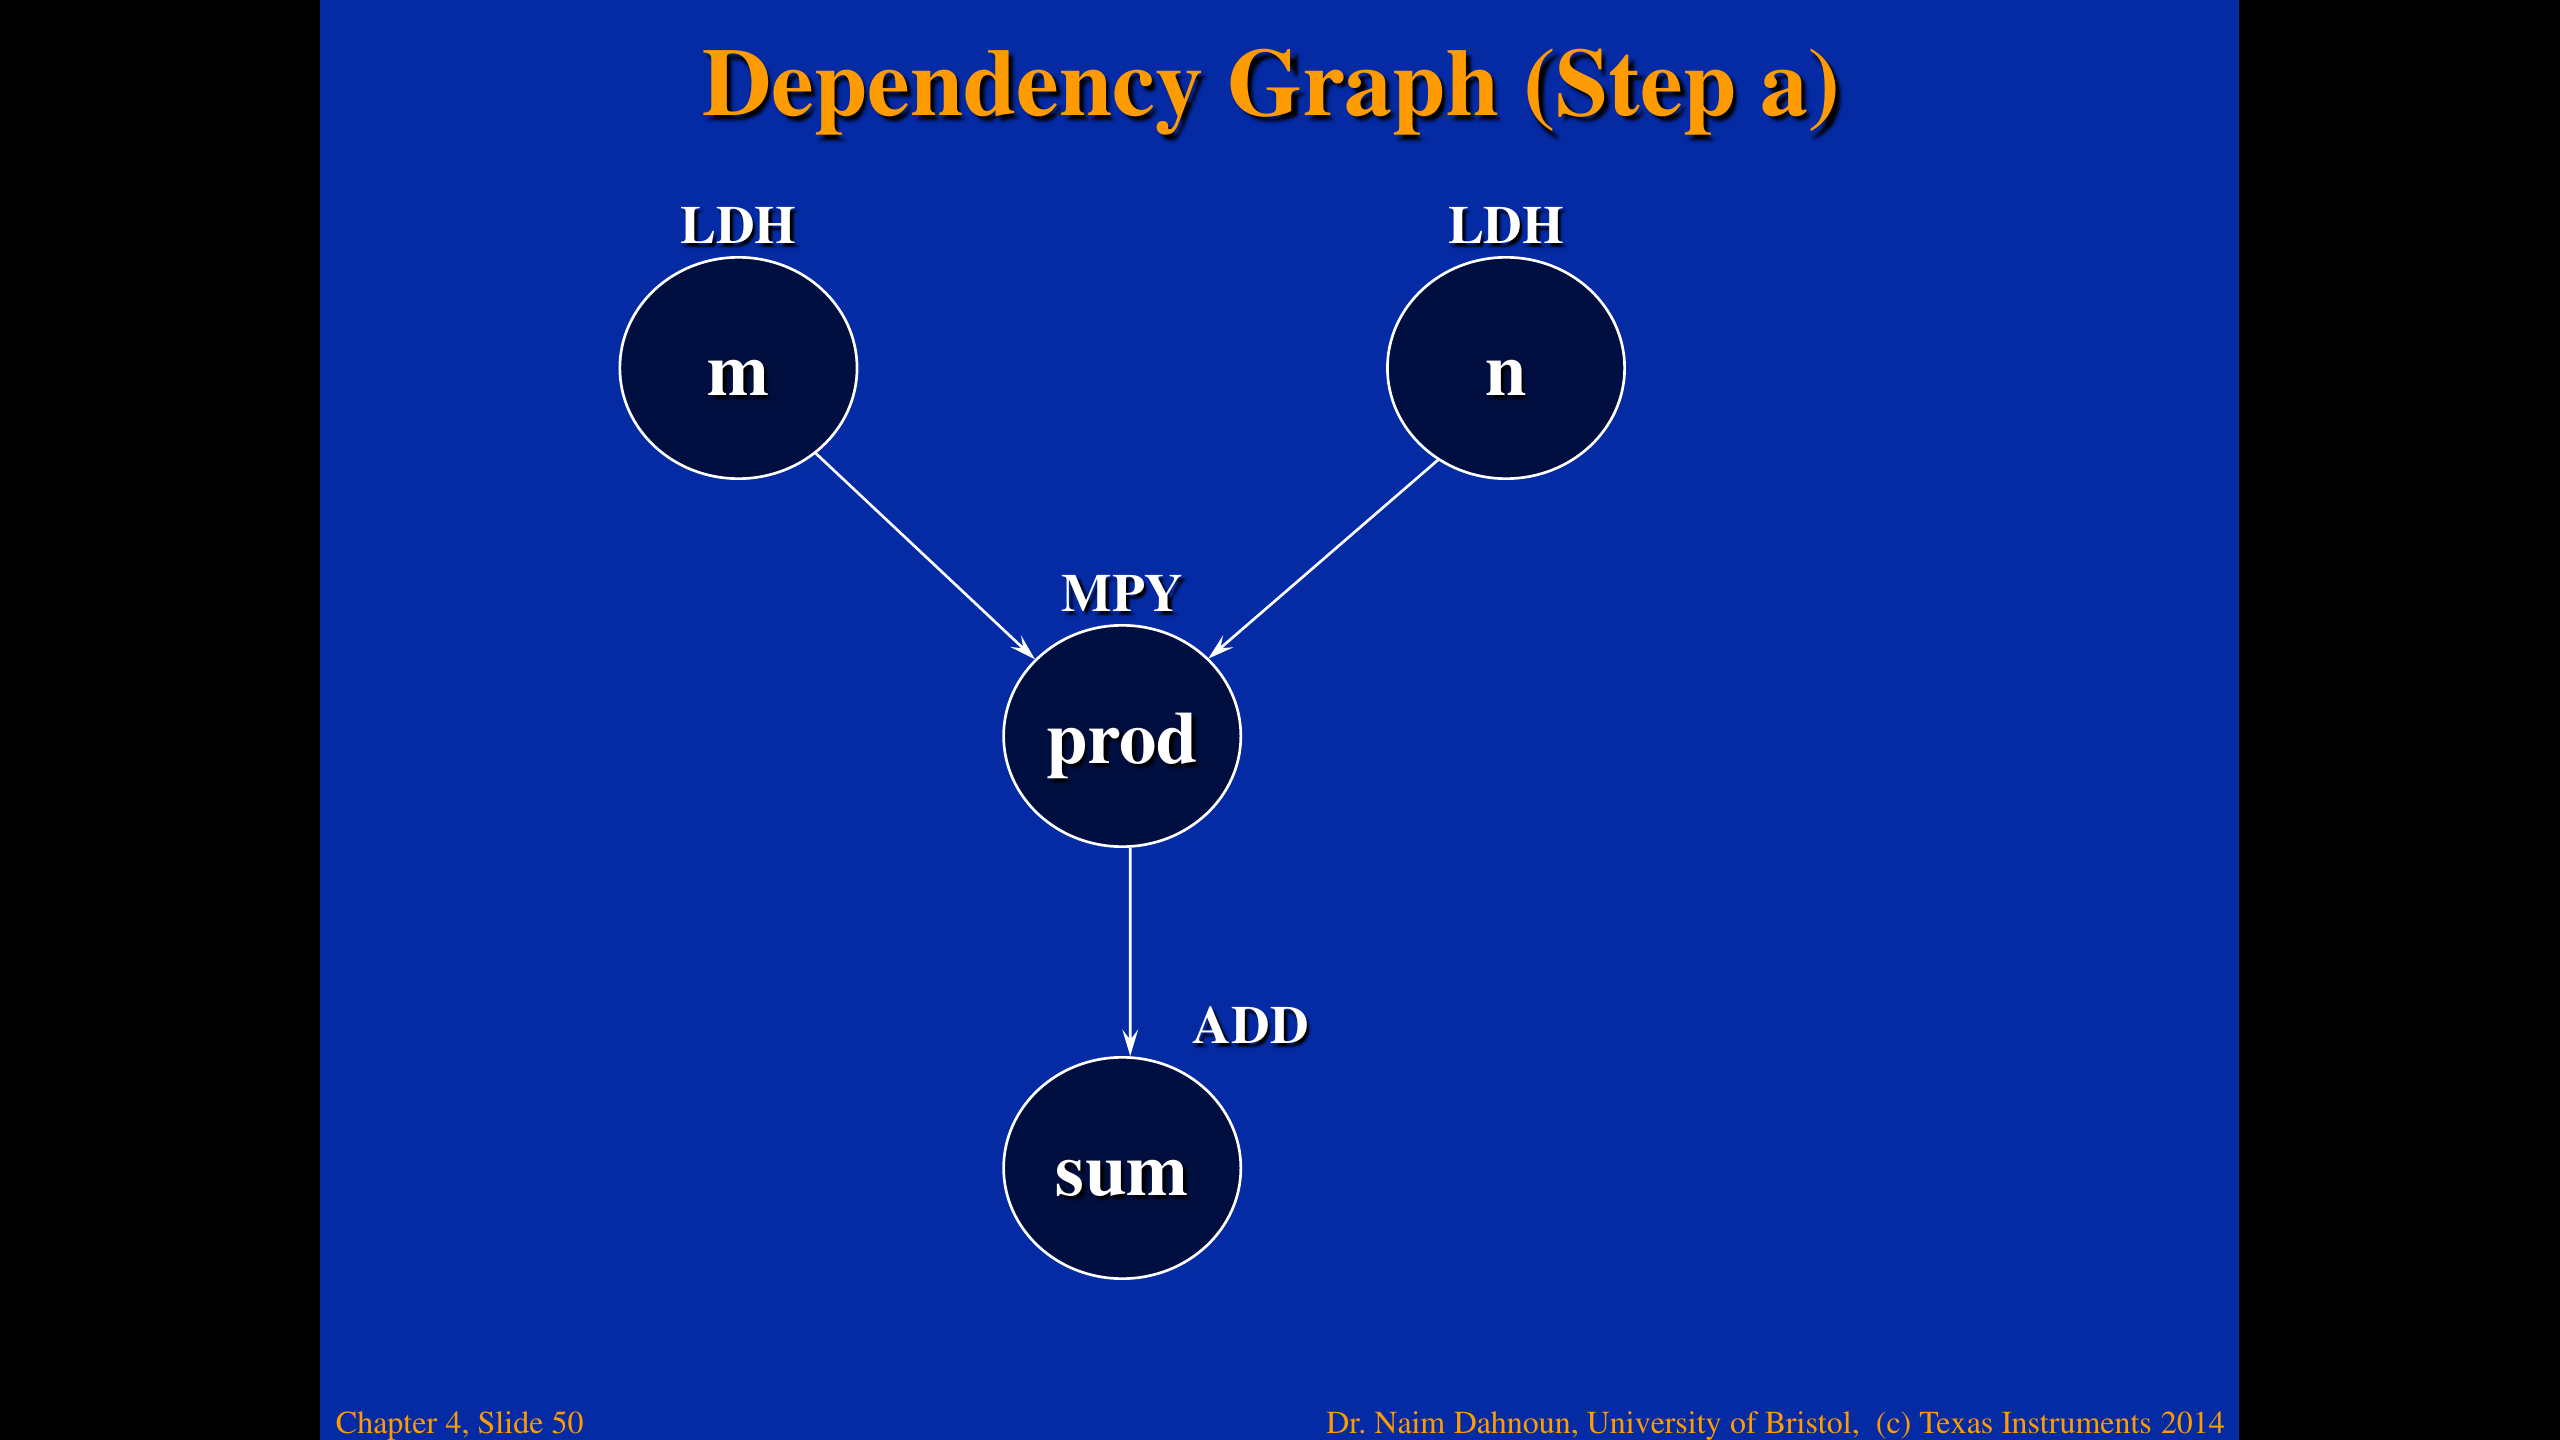 Dependency Graph (Step a)
LDH
LDH
m
n
MPY
prod
ADD
sum
Chapter 4, Slide 50
Dr. Naim Dahnoun, University of Bristol, (c) Texas Instruments 2014